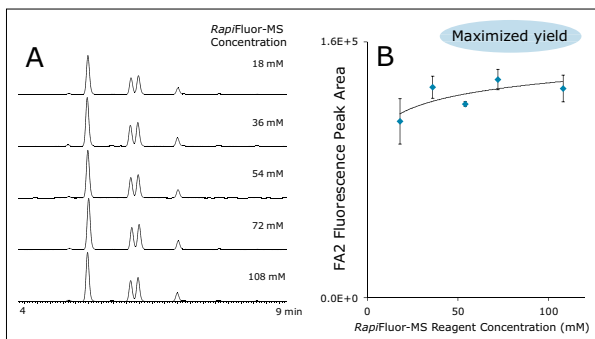 A
RapiFluor-MS
Concentration
18 mM
36 mM
54 mM
72 mM
108 mM
4
9 min
B
Maximized yield
1.6E+5
FA2 Fluorescence Peak Area
0.0E+0
0
50
100
RapiFluor-MS Reagent Concentration (mM)